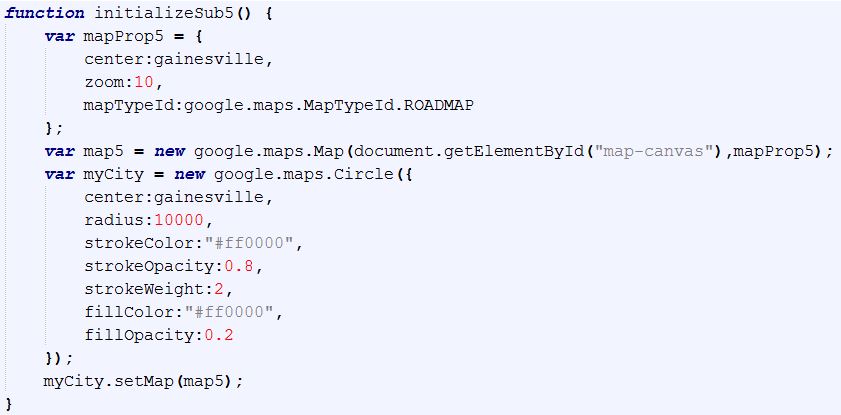 function initializeSub5() {
    var mapProp5 = {
        center:gainesville,
        zoom:10,
        mapTypeId:google.maps.MapTypeId.ROADMAP
    };
    var map5 = new google.maps.Map(document.getElementById("map-canvas"),mapProp5);
    var myCity = new google.maps.Circle({
        center:gainesville,
        radius:10000,
        strokeColor:"#ff0000",
        strokeOpacity:0.8,
        strokeWeight:2,
        fillColor:"#ff0000",
        fillOpacity:0.2
    });
    myCity.setMap(map5);
}